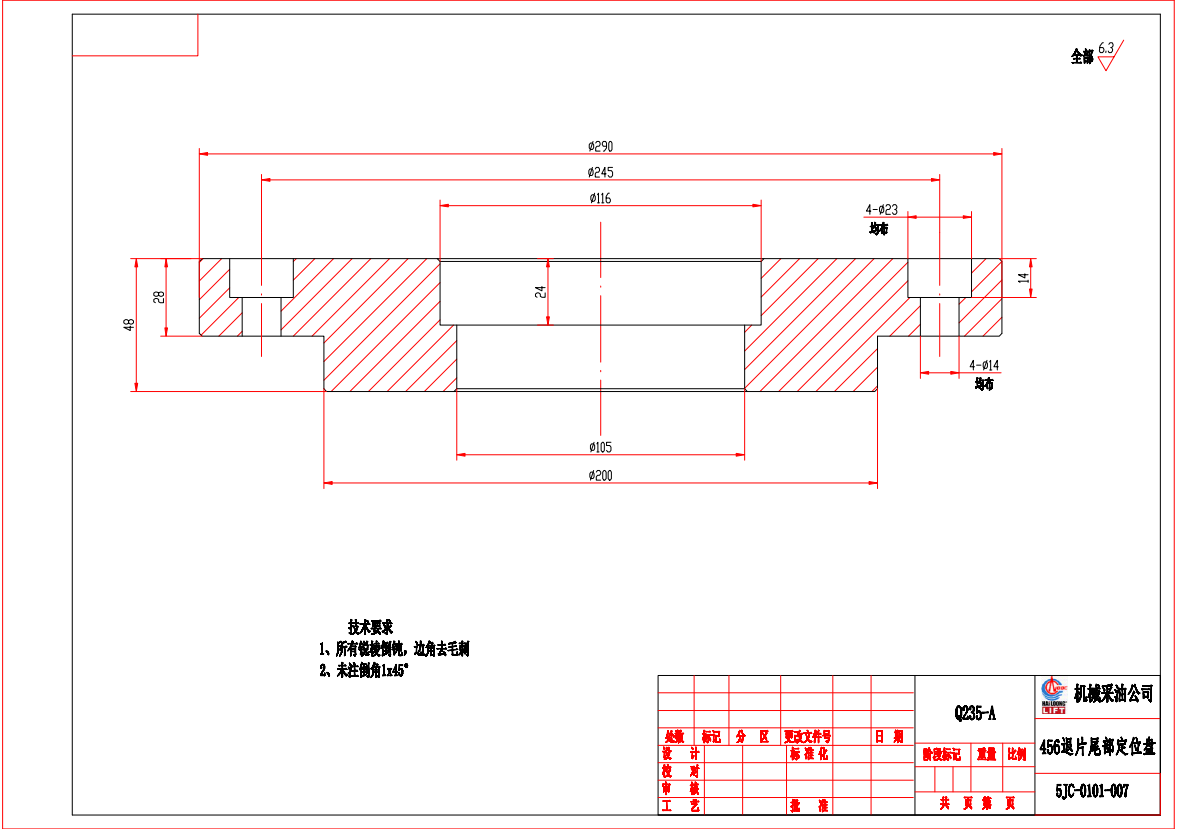 全部 6.3
ø290
ø245
ø116
4-ø23
均布
14
24
28
48
4-ø14
均布
ø105
ø200
技术要求
1、所有锐棱倒钝，边角去毛刺
2、未注倒角1x45°
Q235-A
HAILOONG
LIFT
机械采油公司
处数 标记 分 区 更改文件号 日 期
设 计 标 准 化
阶段标记 重量 比例
456退片尾部定位盘
校 对
审 核
工 艺 批 准
共 页 第 页
5JC-0101-007